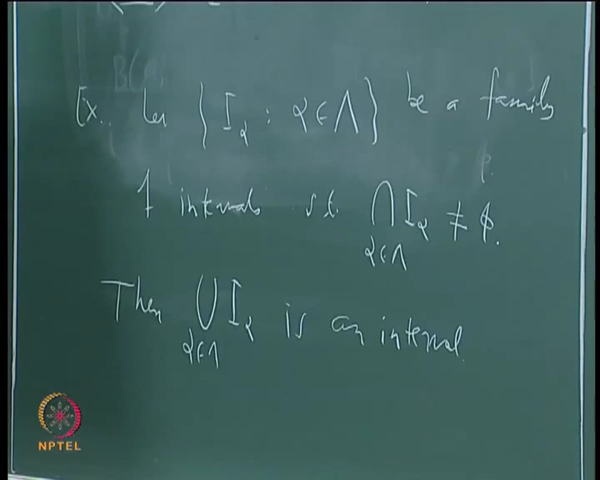 B(
Ex. Let { I_α : α ∈ Λ } be a family
of intervals s.t. ⋂_{α∈Λ} I_α ≠ φ.
Then ⋃_{α∈Λ} I_α is an interval
NPTEL